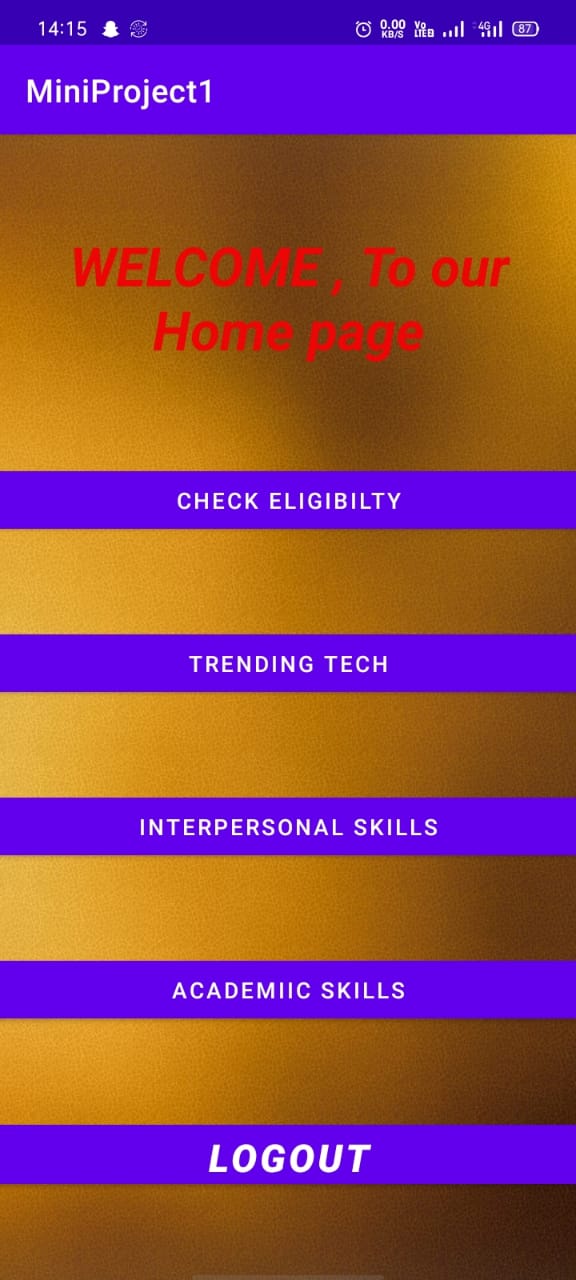 14:15 0.00 KB/S Vo LTED 4G 87
MiniProject1
WELCOME , To our
Home page
CHECK ELIGIBILTY
TRENDING TECH
INTERPERSONAL SKILLS
ACADEMIIC SKILLS
LOGOUT